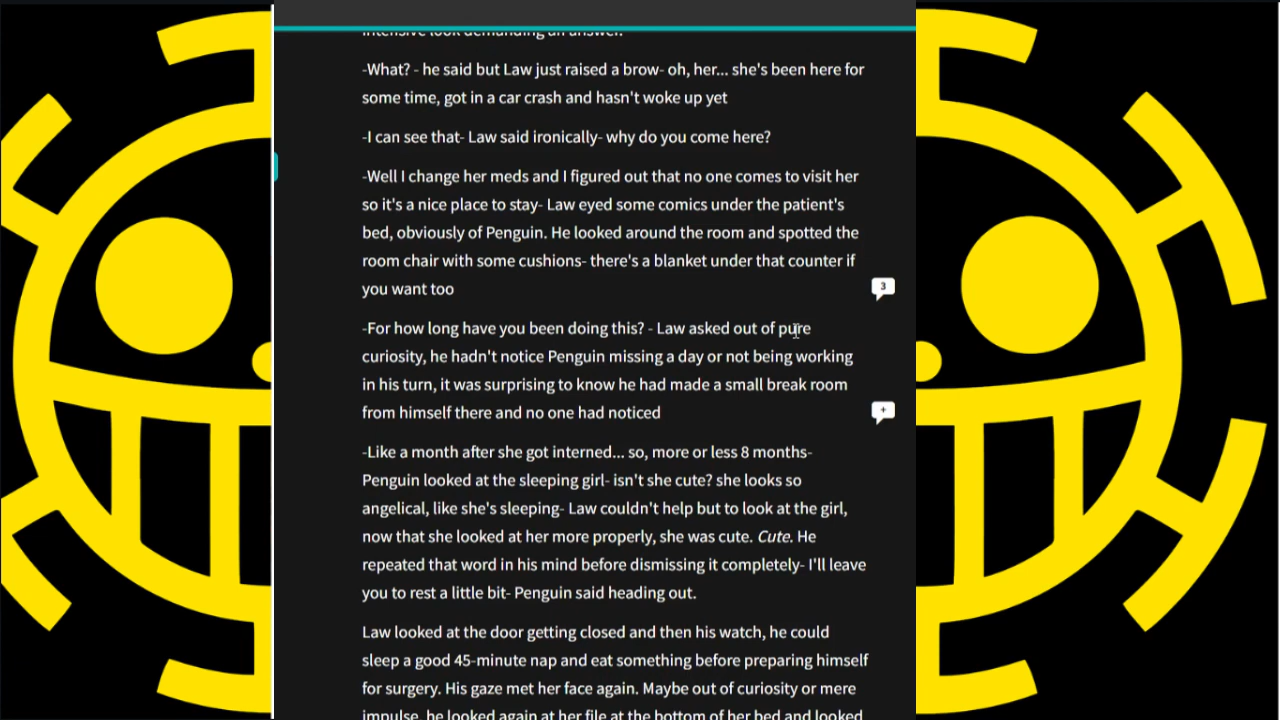 intensive look demanding an answer.
-What? - he said but Law just raised a brow- oh, her... she's been here for
some time, got in a car crash and hasn't woke up yet
-I can see that- Law said ironically- why do you come here?
-Well I change her meds and I figured out that no one comes to visit her
so it's a nice place to stay- Law eyed some comics under the patient's
bed, obviously of Penguin. He looked around the room and spotted the
room chair with some cushions- there's a blanket under that counter if
you want too
3
-For how long have you been doing this? - Law asked out of pure
curiosity, he hadn't notice Penguin missing a day or not being working
in his turn, it was surprising to know he had made a small break room
from himself there and no one had noticed
+
-Like a month after she got interned... so, more or less 8 months-
Penguin looked at the sleeping girl- isn't she cute? she looks so
angelical, like she's sleeping- Law couldn't help but to look at the girl,
now that she looked at her more properly, she was cute. Cute. He
repeated that word in his mind before dismissing it completely- I'll leave
you to rest a little bit- Penguin said heading out.
Law looked at the door getting closed and then his watch, he could
sleep a good 45-minute nap and eat something before preparing himself
for surgery. His gaze met her face again. Maybe out of curiosity or mere
impulse, he looked again at her file at the bottom of her bed and looked